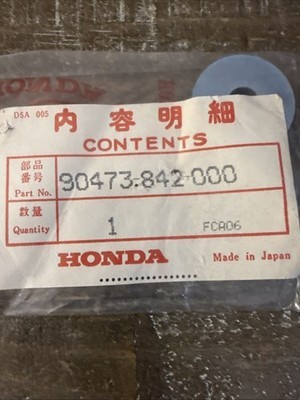 HONDA
DSA 005
内容明細
CONTENTS
部品
番号
Part No. 90473-842-000
数量
Quantity 1 FCA06
HONDA Made in Japan